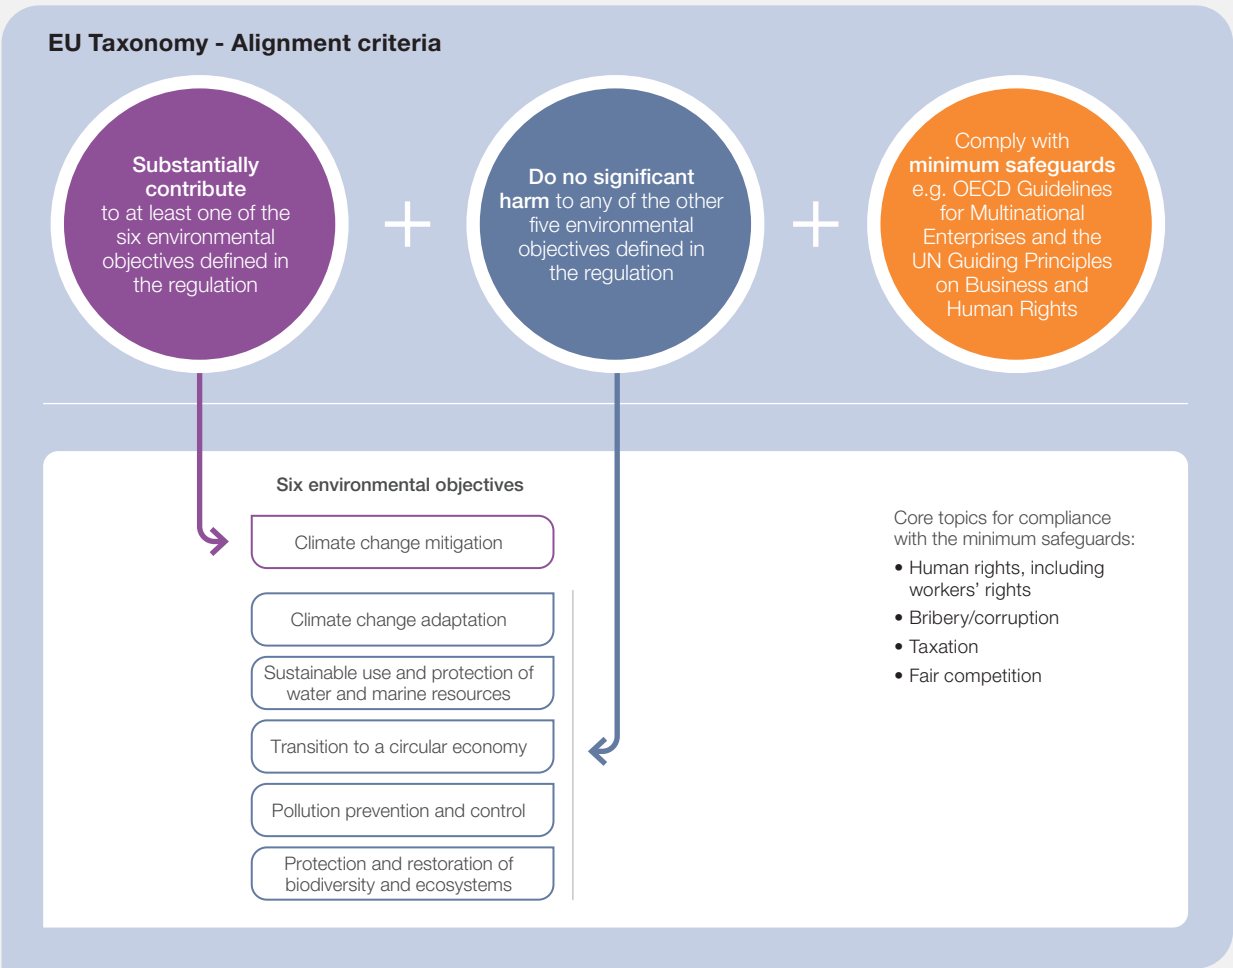 EU Taxonomy - Alignment criteria
Substantially
contribute
to at least one of the
six environmental
objectives defined in
the regulation
Do no significant
harm to any of the other
five environmental
objectives defined in
the regulation
Comply with
minimum safeguards
e.g. OECD Guidelines
for Multinational
Enterprises and the
UN Guiding Principles
on Business and
Human Rights
Six environmental objectives
Climate change mitigation
Climate change adaptation
Sustainable use and protection of
water and marine resources
Transition to a circular economy
Pollution prevention and control
Protection and restoration of
biodiversity and ecosystems
Core topics for compliance
with the minimum safeguards:
• Human rights, including
workers’ rights
• Bribery/corruption
• Taxation
• Fair competition